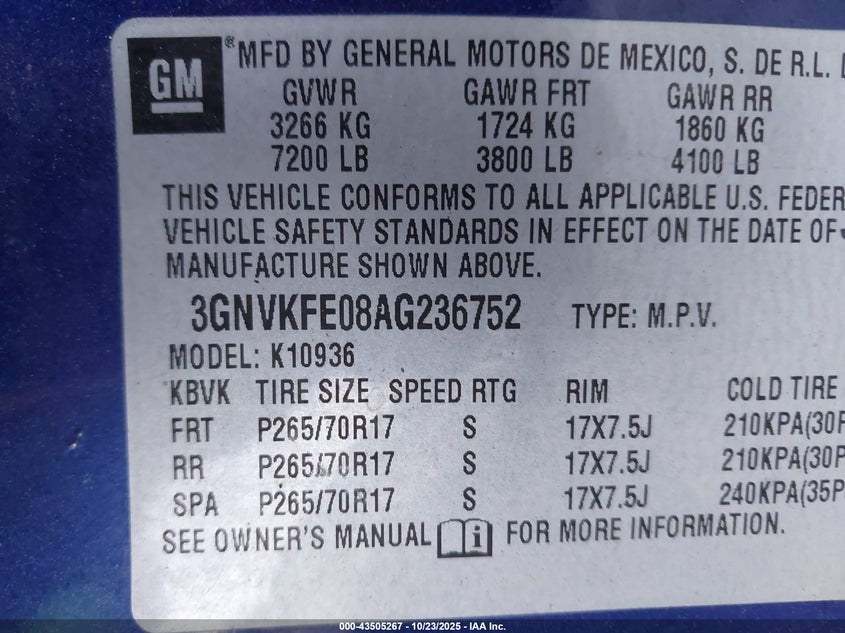 GM
® MFD BY GENERAL MOTORS DE MEXICO, S. DE R.L.
GVWR GAWR FRT GAWR RR
3266 KG 1724 KG 1860 KG
7200 LB 3800 LB 4100 LB
THIS VEHICLE CONFORMS TO ALL APPLICABLE U.S. FEDER
VEHICLE SAFETY STANDARDS IN EFFECT ON THE DATE OF
MANUFACTURE SHOWN ABOVE.
3GNVKFE08AG236752 TYPE: M.P.V.
MODEL: K10936
KBVK TIRE SIZE SPEED RTG RIM COLD TIRE
FRT P265/70R17 S 17X7.5J 210KPA(30P
RR P265/70R17 S 17X7.5J 210KPA(30P
SPA P265/70R17 S 17X7.5J 240KPA(35P
SEE OWNER'S MANUAL i FOR MORE INFORMATION.
000-43505267 - 10/23/2025 - IAA Inc.